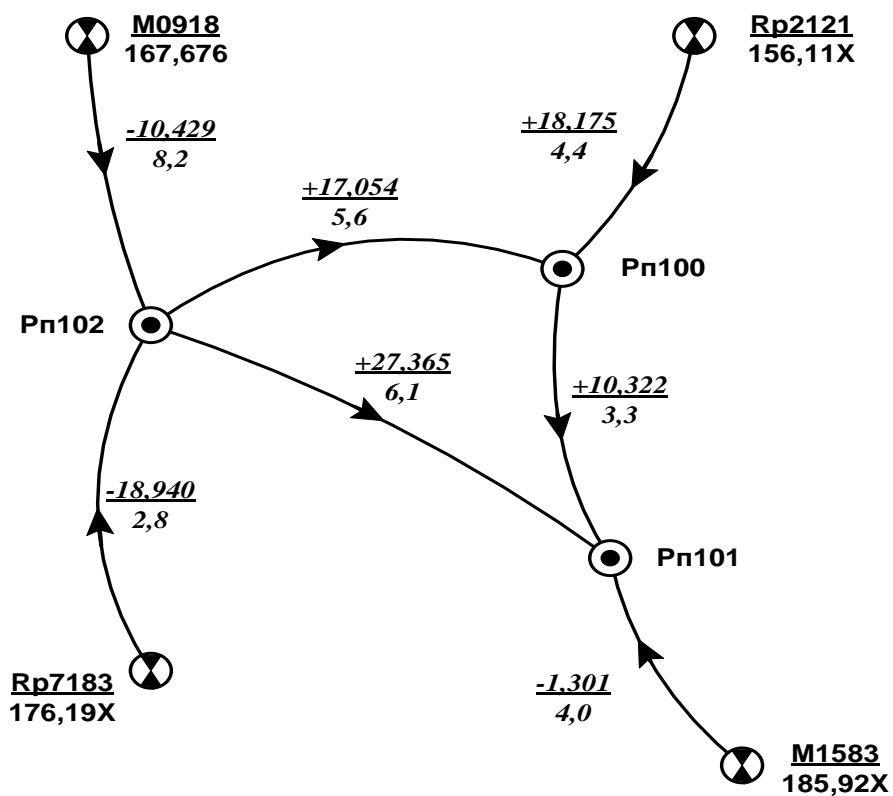 М0918
167,676
Rp2121
156,11X
-10,429
8,2
+18,175
4,4
+17,054
5,6
Рп100
Рп102
+27,365
6,1
+10,322
3,3
-18,940
2,8
Рп101
Rp7183
176,19X
-1,301
4,0
М1583
185,92X